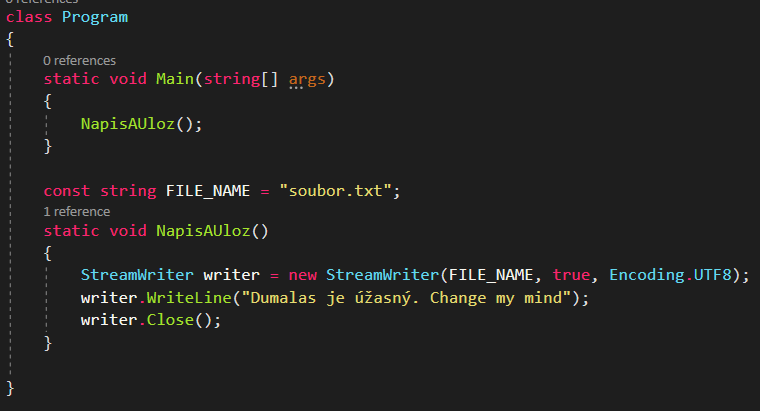 0 references
class Program
{
0 references
static void Main(string[] args)
{
NapisAUloz();
}
const string FILE_NAME = "soubor.txt";
1 reference
static void NapisAUloz()
{
StreamWriter writer = new StreamWriter(FILE_NAME, true, Encoding.UTF8);
writer.WriteLine("Dumalas je úžasný. Change my mind");
writer.Close();
}
}